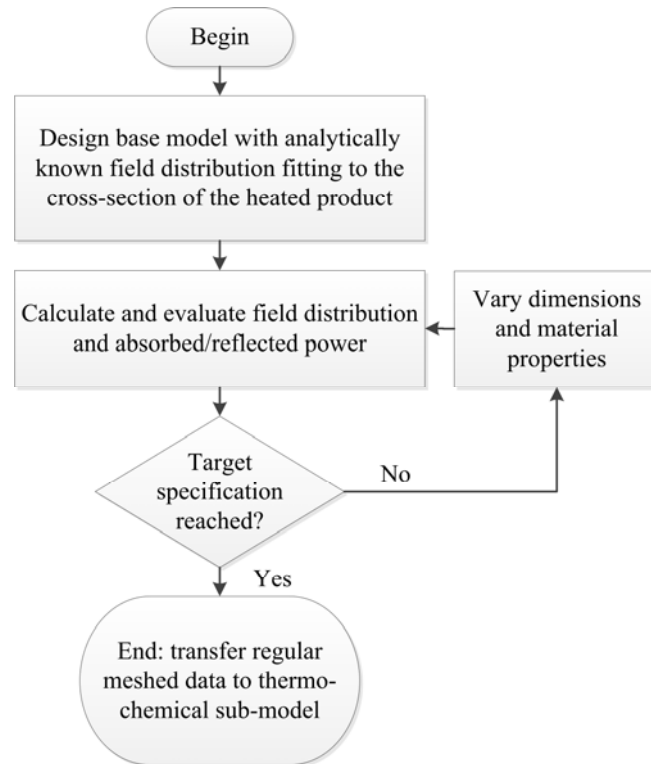 Begin
Design base model with analytically
known field distribution fitting to the
cross-section of the heated product
Calculate and evaluate field distribution
and absorbed/reflected power
Vary dimensions
and material
properties
Target
specification
reached?
No
Yes
End: transfer regular
meshed data to thermo-
chemical sub-model